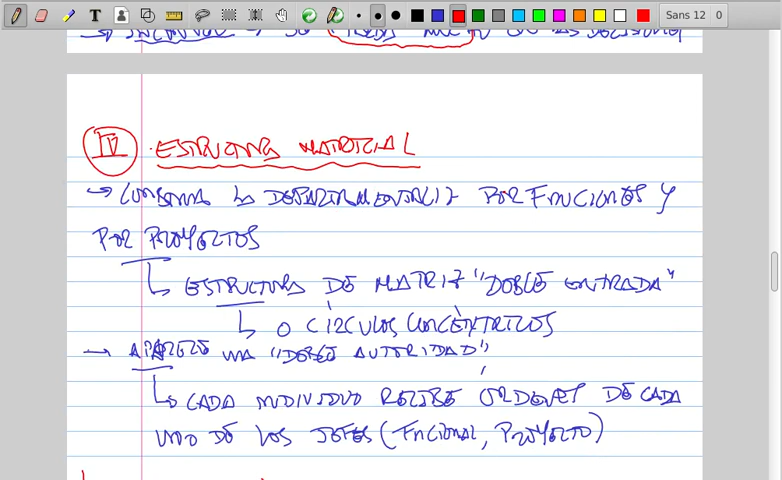 Sans 12 0
IV ESTRUCTURA MATRICIAL
→ COMBINA LA DEPARTAMENTALIZ POR FUNCIONES Y
POR PROYECTOS
ESTRUCTURA DE MATRIZ "DOBLE ENTRADA"
O CÍRCULOS CONCÉNTRICOS
→ APARECE UNA "DOBLE AUTORIDAD"
CADA INDIVIDUO RECIBE ÓRDENES DE CADA
UNO DE LOS JEFES (FUNCIONAL, PROYECTO)